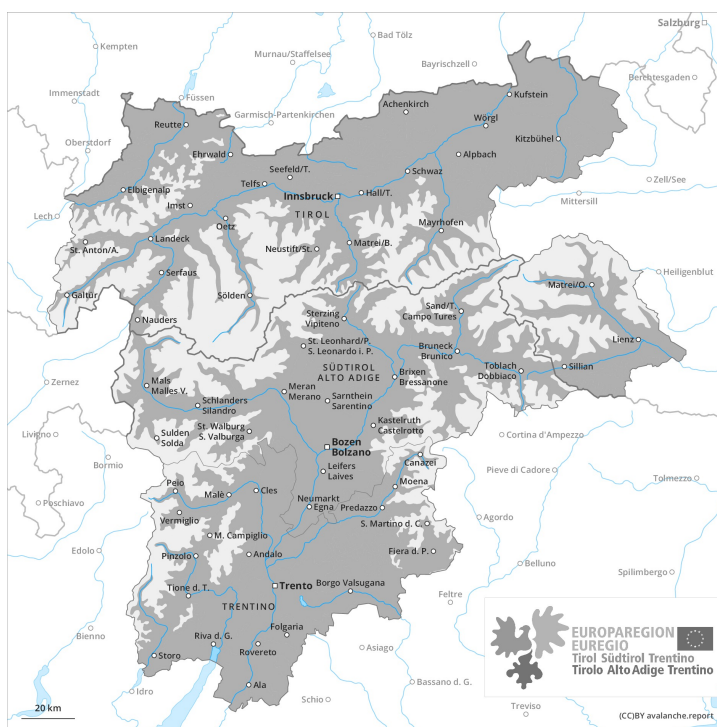 Salzburg
Kempten
Bad Tölz
Murnau/Staffelsee
Bayrischzell
Berchtesgaden
Immenstadt
Füssen
Kufstein
Achenkirch
Garmisch-Partenkirchen
Wörgl
Reutte
Oberstdorf
Kitzbühel
Ehrwald
Alpbach
Seefeld/T.
Schwaz
Telfs
Zell/See
Elbigenalp
Innsbruck
Hall/T.
Mittersill
Imst
TIROL
Lech
Oetz
Mayrhofen
Landeck
St. Anton/A.
Neustift/St.
Matrei/B.
Serfaus
Heiligenblut
Matrei/O.
Galtür
Sölden
Sand/T.
Campo Tures
Nauders
Sterzing
Vipiteno
Lienz
St. Leonhard/P.
S. Leonardo i. P.
Bruneck
Brunico
SÜDTIROL
ALTO ADIGE
Toblach
Dobbiaco
Sillian
Brixen
Bressanone
Zernez
Mals
Malles V.
Meran
Merano
Schlanders
Silandro
Sarnthein
Sarentino
Kastelruth
Castelrotto
St. Walburg
S. Valburga
Livigno
Sulden
Solda
Cortina d'Ampezzo
Bozen
Bolzano
Bormio
Canazei
Leifers
Laives
Pieve di Cadore
Tolmezzo
Peio
Moena
Malè
Cles
Poschiavo
Neumarkt
Egna
Predazzo
Vermiglio
S. Martino d. C.
Agordo
M. Campiglio
Edolo
Pinzolo
Andalo
Fiera d. P.
Belluno
Spilimbergo
Tione d. T.
Trento
Borgo Valsugana
Feltre
TRENTINO
Folgaria
Bienno
Riva d. G.
Rovereto
Asiago
Storo
Bassano d. G.
Ala
Idro
Schio
Treviso
20 km
EUROPAREGION
EUREGIO
Tirol Südtirol Trentino
Tirolo Alto Adige Trentino
(CC)BY avalanche.report